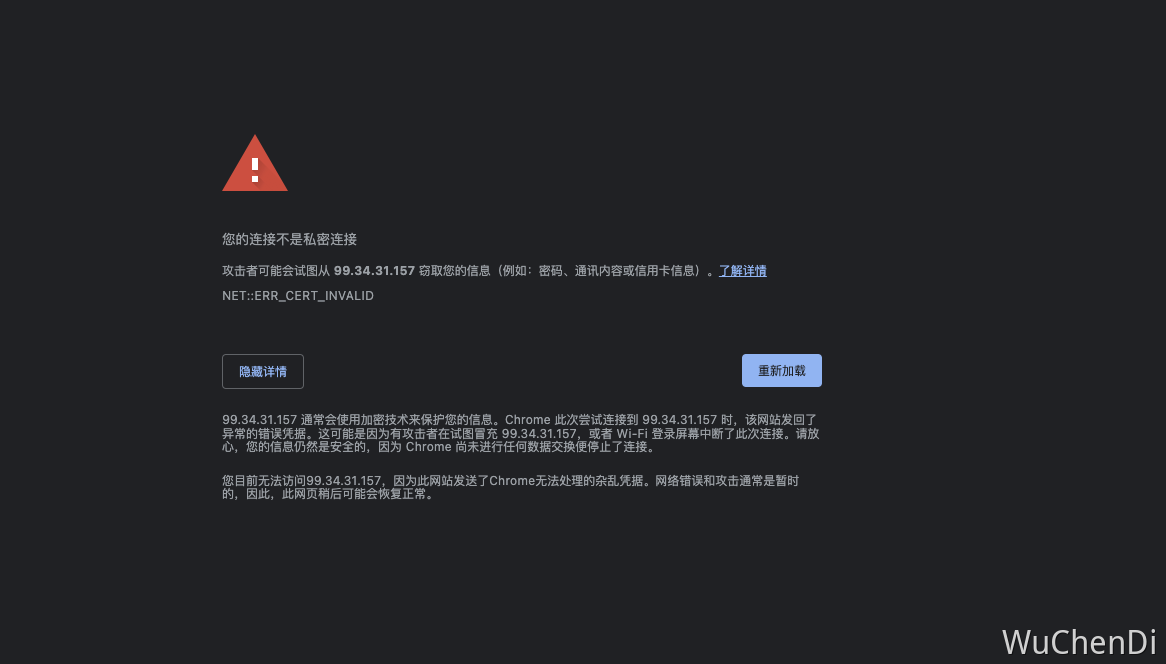 您的连接不是私密连接
攻击者可能会试图从 99.34.31.157 窃取您的信息（例如：密码、通讯内容或信用卡信息）。了解详情
NET::ERR_CERT_INVALID
隐藏详情
重新加载
99.34.31.157 通常会使用加密技术来保护您的信息。Chrome 此次尝试连接到 99.34.31.157 时，该网站发回了
异常的错误凭据。这可能是因为有攻击者在试图冒充 99.34.31.157，或者 Wi-Fi 登录屏幕中断了此次连接。请放
心，您的信息仍然是安全的，因为 Chrome 尚未进行任何数据交换便停止了连接。
您目前无法访问99.34.31.157，因为此网站发送了Chrome无法处理的杂乱凭据。网络错误和攻击通常是暂时
的，因此，此网页稍后可能会恢复正常。
WuChenDi